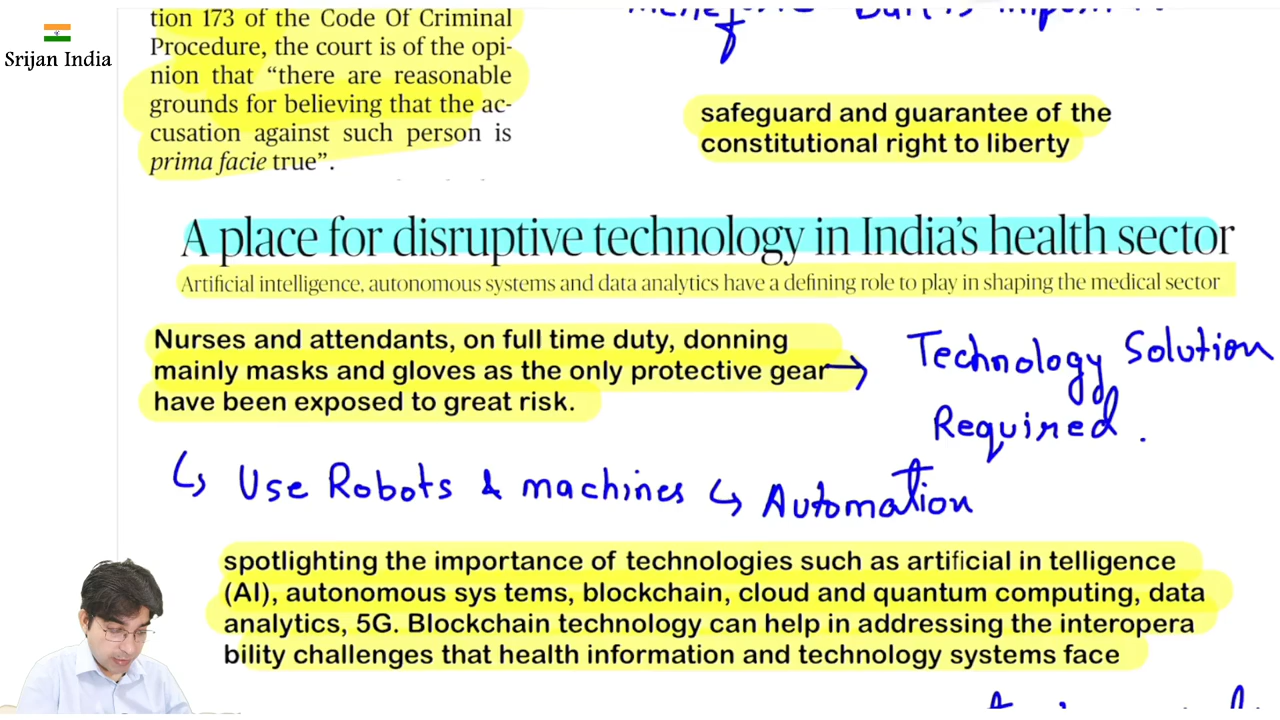 tion 173 of the Code Of Criminal
Procedure, the court is of the opi-
nion that “there are reasonable
grounds for believing that the ac-
cusation against such person is
prima facie true”.
Srijan India
safeguard and guarantee of the
constitutional right to liberty
A place for disruptive technology in India’s health sector
Artificial intelligence, autonomous systems and data analytics have a defining role to play in shaping the medical sector
Nurses and attendants, on full time duty, donning
mainly masks and gloves as the only protective gear
have been exposed to great risk.
→ Technology Solution
Required .
↳ Use Robots & machines ↳ Automation
spotlighting the importance of technologies such as artificial in telligence
(AI), autonomous sys tems, blockchain, cloud and quantum computing, data
analytics, 5G. Blockchain technology can help in addressing the interopera
bility challenges that health information and technology systems face